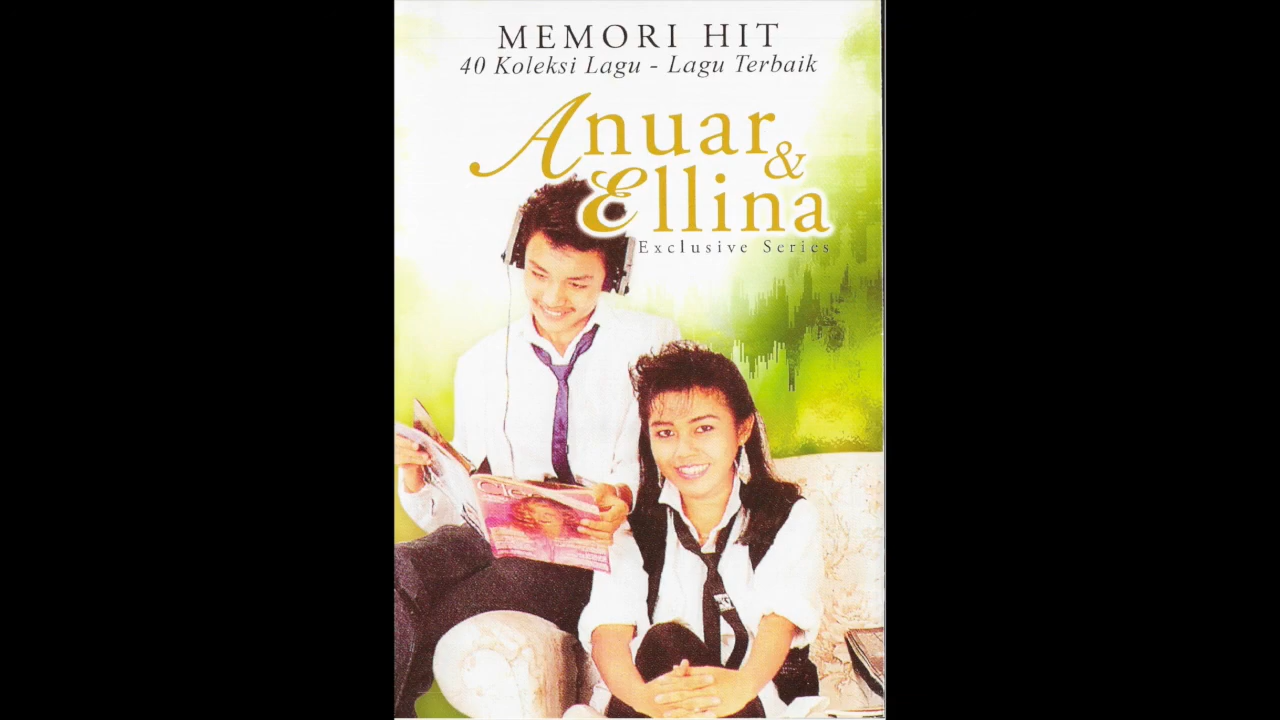 MEMORI HIT
40 Koleksi Lagu - Lagu Terbaik
Anuar
&
Ellina
Exclusive Series